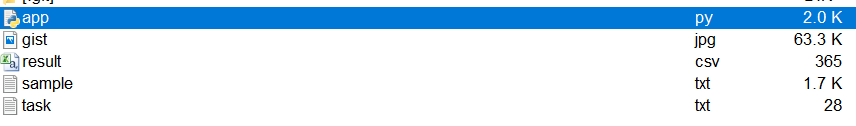 app py 2.0 K
gist jpg 63.3 K
result csv 365
sample txt 1.7 K
task txt 28